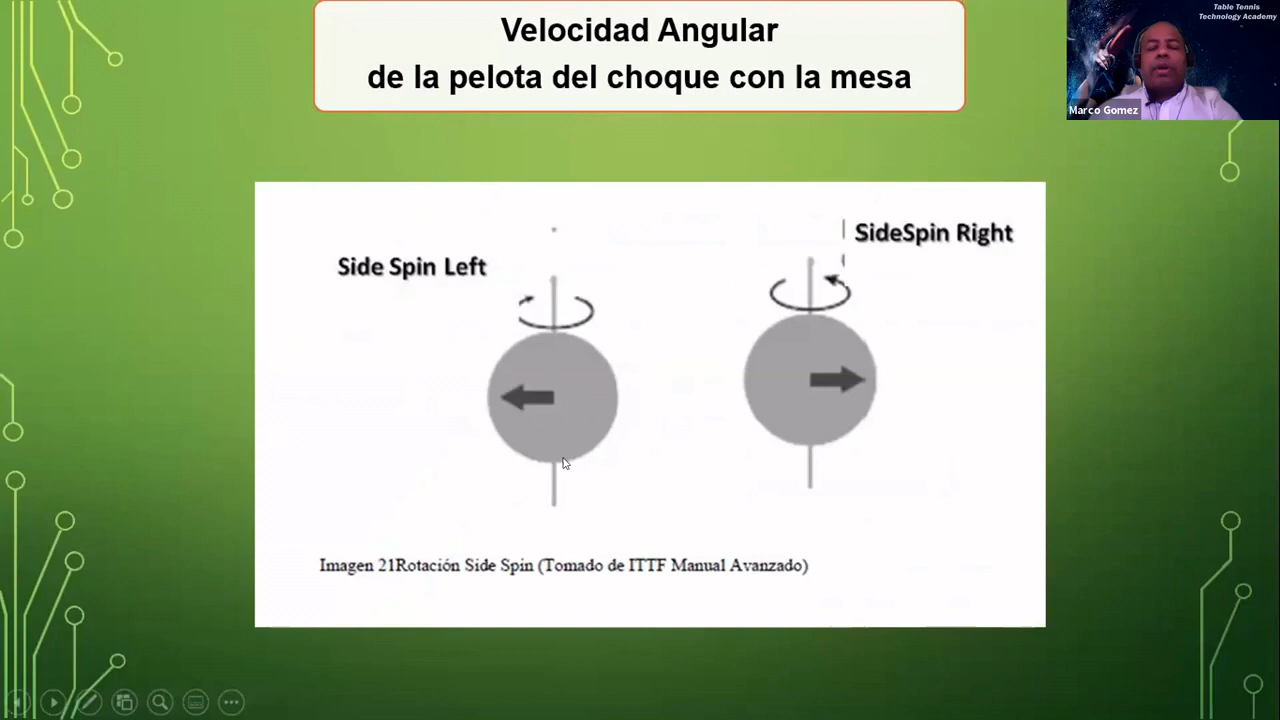 Velocidad Angular
de la pelota del choque con la mesa
Table Tennis
Technology Academy
Marco Gomez
SideSpin Right
Side Spin Left
Imagen 21Rotación Side Spin (Tomado de ITTF Manual Avanzado)